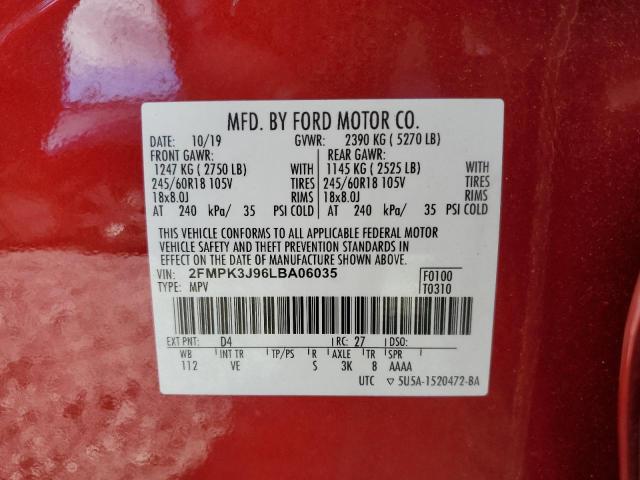 MFD. BY FORD MOTOR CO.
DATE: 10/19 GVWR: 2390 KG ( 5270 LB)
FRONT GAWR: REAR GAWR:
1247 KG ( 2750 LB) WITH 1145 KG ( 2525 LB) WITH
245/60R18 105V TIRES 245/60R18 105V TIRES
18x8.0J RIMS 18x8.0J RIMS
AT 240 kPa/ 35 PSI COLD AT 240 kPa/ 35 PSI COLD
THIS VEHICLE CONFORMS TO ALL APPLICABLE FEDERAL MOTOR
VEHICLE SAFETY AND THEFT PREVENTION STANDARDS IN
EFFECT ON THE DATE OF MANUFACTURE SHOWN ABOVE.
VIN: 2FMPK3J96LBA06035 F0100
TYPE: MPV T0310
EXT PNT: D4 RC: 27 DSO:
WB INT TR TP/PS R AXLE TR SPR
112 VE S 3K 8 AAAA
UTC ▽ 5U5A-1520472-BA